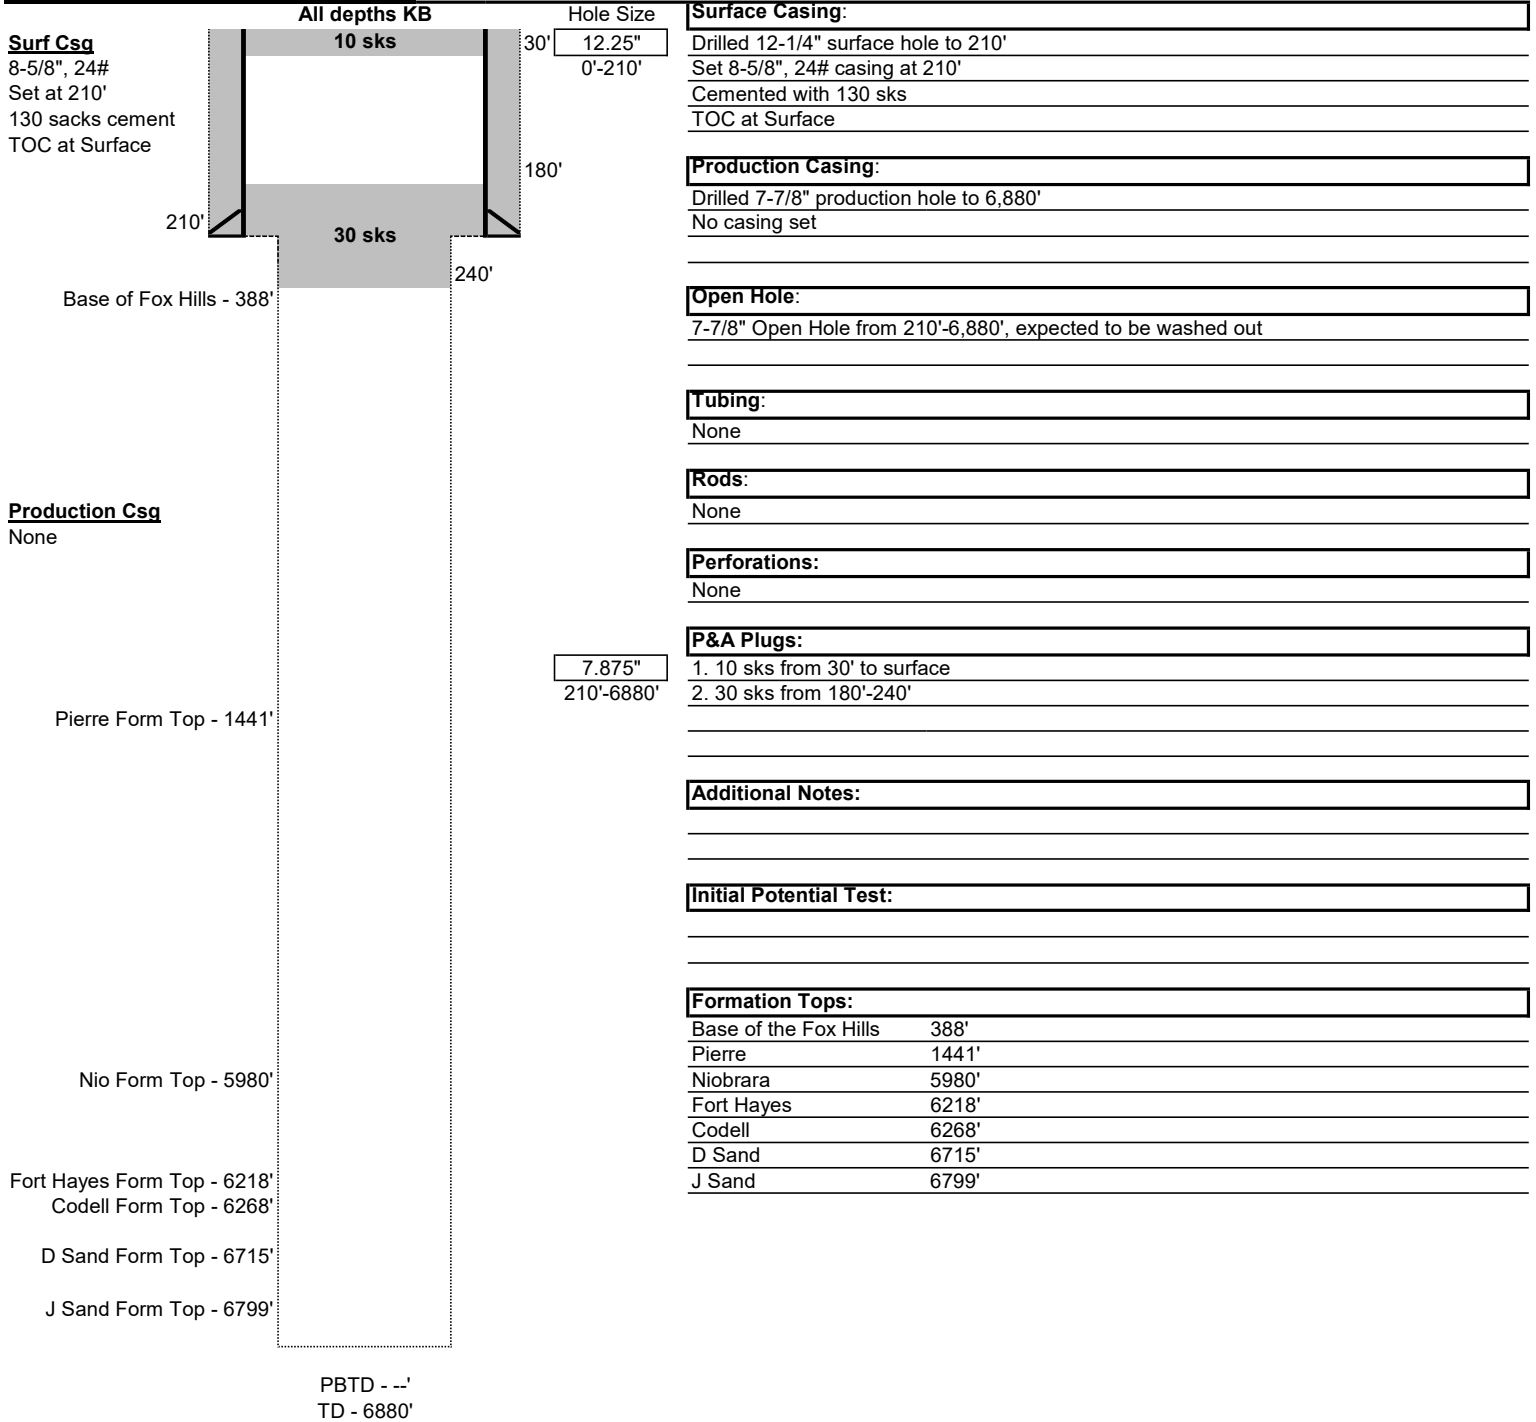 All depths KB
Hole Size
Surf Csg
8-5/8", 24#
Set at 210'
130 sacks cement
TOC at Surface
10 sks
30'
12.25"
0'-210'
180'
210'
30 sks
240'
Base of Fox Hills - 388'
Production Csg
None
7.875"
210'-6880'
Pierre Form Top - 1441'
Nio Form Top - 5980'
Fort Hayes Form Top - 6218'
Codell Form Top - 6268'
D Sand Form Top - 6715'
J Sand Form Top - 6799'
PBTD - --'
TD - 6880'
Surface Casing:
Drilled 12-1/4" surface hole to 210'
Set 8-5/8", 24# casing at 210'
Cemented with 130 sks
TOC at Surface
Production Casing:
Drilled 7-7/8" production hole to 6,880'
No casing set
Open Hole:
7-7/8" Open Hole from 210'-6,880', expected to be washed out
Tubing:
None
Rods:
None
Perforations:
None
P&A Plugs:
1. 10 sks from 30' to surface
2. 30 sks from 180'-240'
Additional Notes:
Initial Potential Test:
Formation Tops:
Base of the Fox Hills 388'
Pierre 1441'
Niobrara 5980'
Fort Hayes 6218'
Codell 6268'
D Sand 6715'
J Sand 6799'